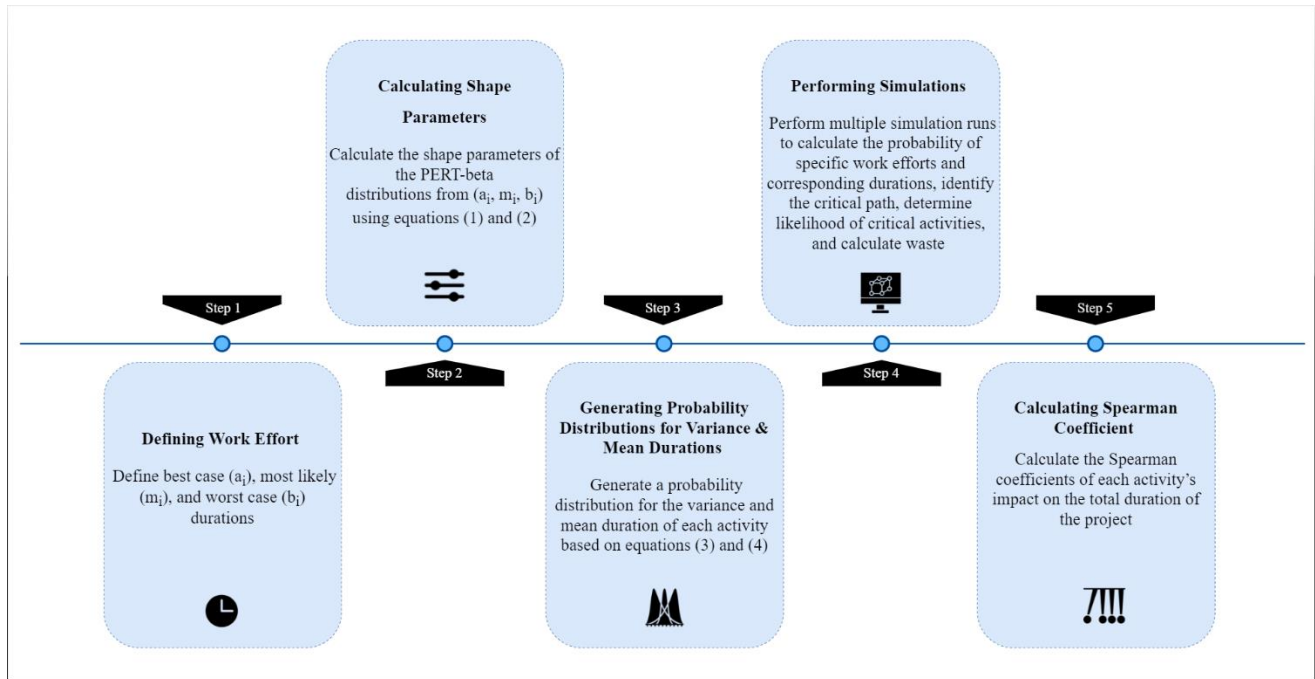 Step 1
Defining Work Effort
Define best case (aᵢ), most likely
(mᵢ), and worst case (bᵢ)
durations
Calculating Shape
Parameters
Calculate the shape parameters of
the PERT-beta
distributions from (aᵢ, mᵢ, bᵢ)
using equations (1) and (2)
Step 2
Step 3
Generating Probability
Distributions for Variance &
Mean Durations
Generate a probability
distribution for the variance and
mean duration of each activity
based on equations (3) and (4)
Performing Simulations
Perform multiple simulation runs
to calculate the probability of
specific work efforts and
corresponding durations, identify
the critical path, determine
likelihood of critical activities,
and calculate waste
Step 4
Step 5
Calculating Spearman
Coefficient
Calculate the Spearman
coefficients of each activity’s
impact on the total duration of
the project